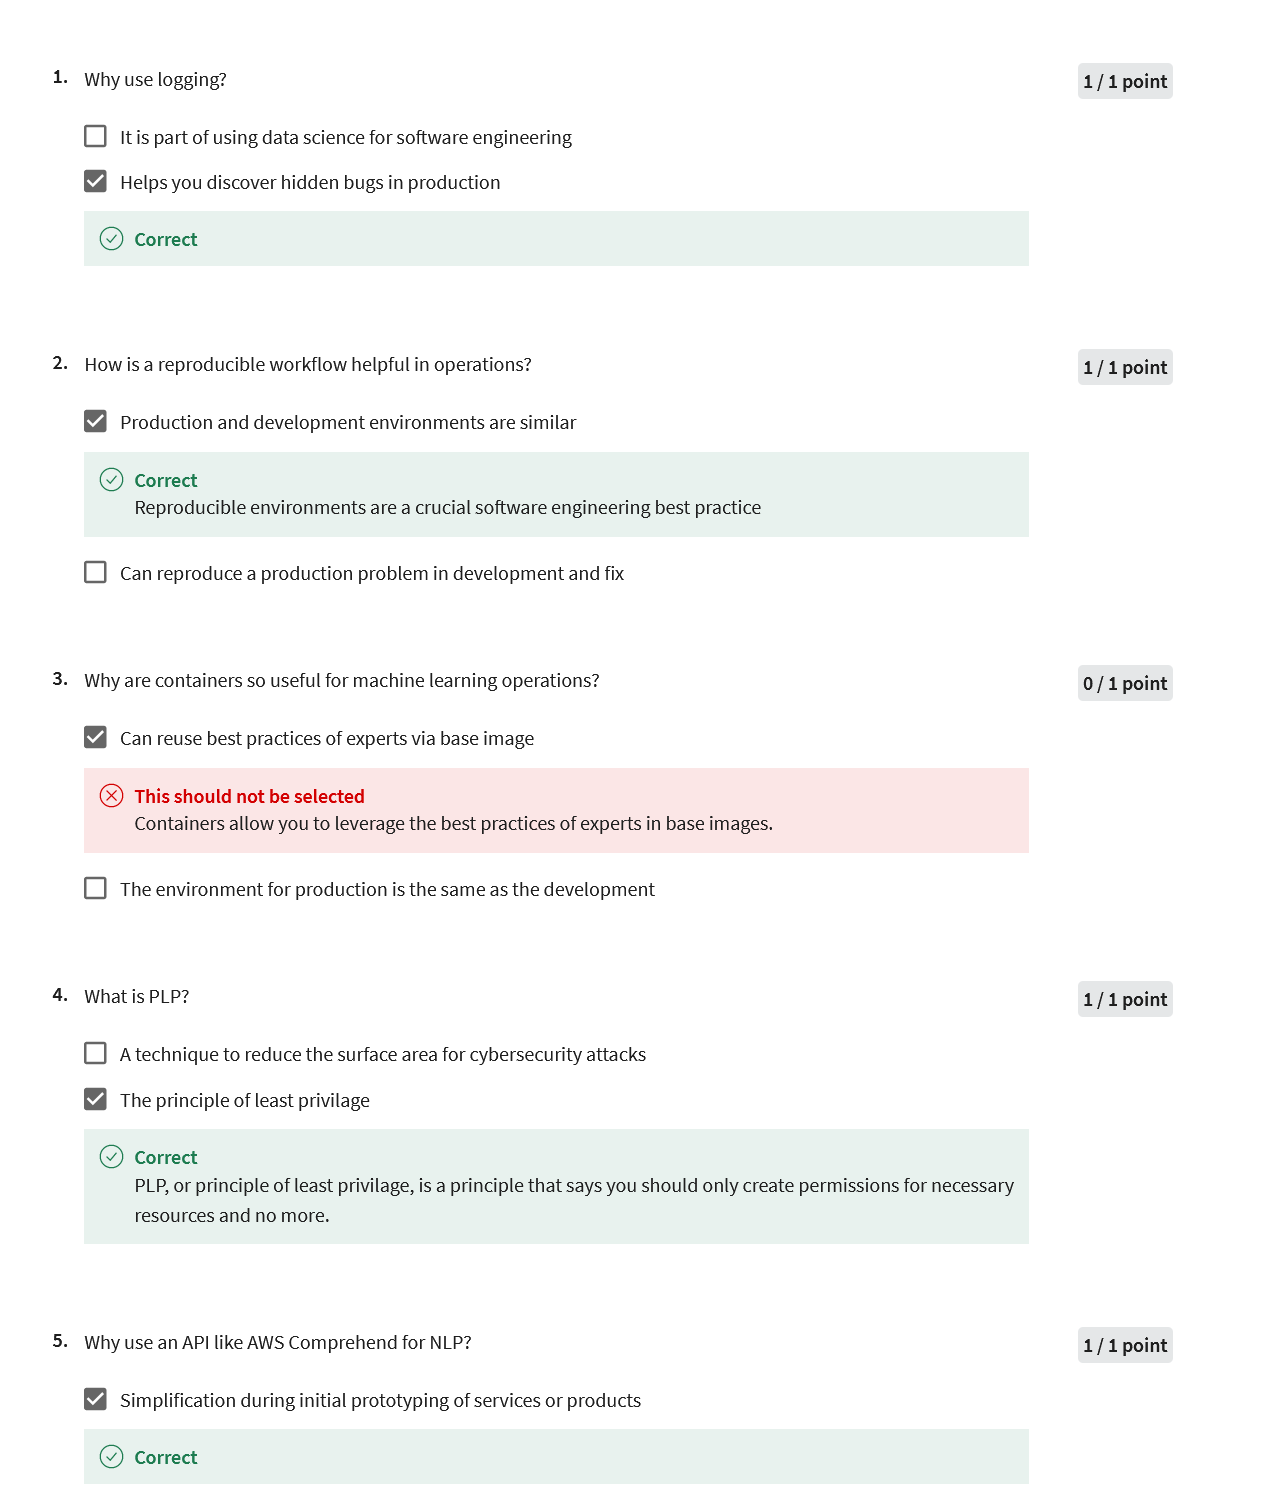 1. Why use logging?
1 / 1 point
It is part of using data science for software engineering
Helps you discover hidden bugs in production
Correct
2. How is a reproducible workflow helpful in operations?
1 / 1 point
Production and development environments are similar
Correct
Reproducible environments are a crucial software engineering best practice
Can reproduce a production problem in development and fix
3. Why are containers so useful for machine learning operations?
0 / 1 point
Can reuse best practices of experts via base image
This should not be selected
Containers allow you to leverage the best practices of experts in base images.
The environment for production is the same as the development
4. What is PLP?
1 / 1 point
A technique to reduce the surface area for cybersecurity attacks
The principle of least privilage
Correct
PLP, or principle of least privilage, is a principle that says you should only create permissions for necessary
resources and no more.
5. Why use an API like AWS Comprehend for NLP?
1 / 1 point
Simplification during initial prototyping of services or products
Correct